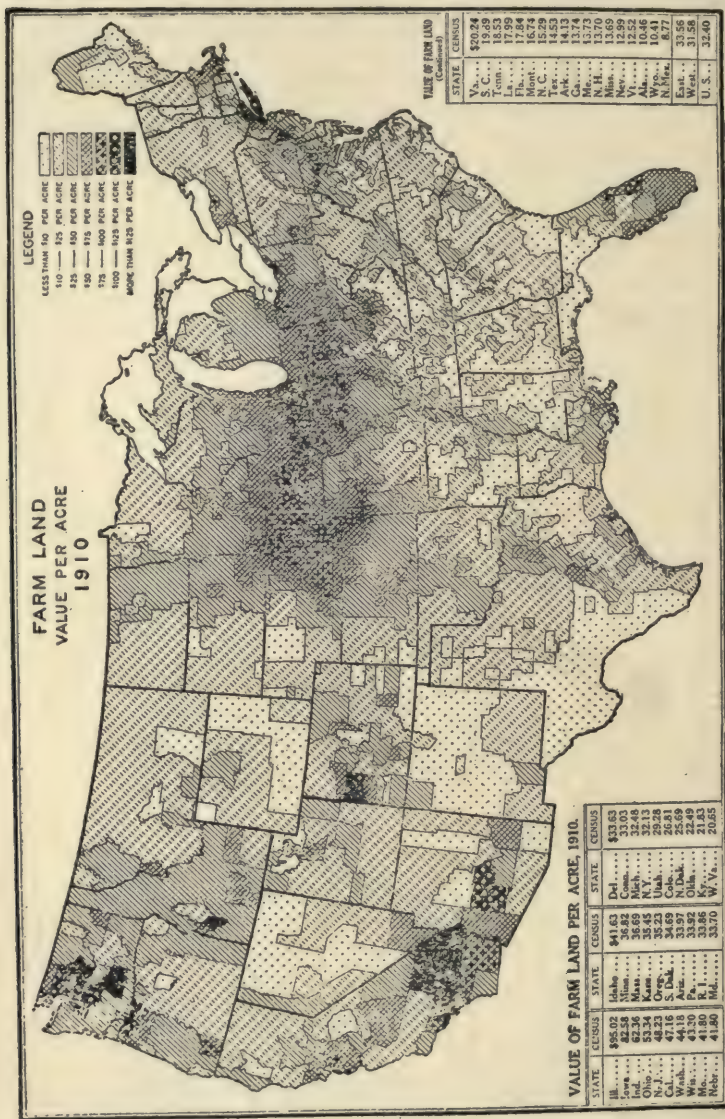 FARM LAND
VALUE PER ACRE
1910
LEGEND
LESS THAN $10 PER ACRE
$10 — $25 PER ACRE
$25 — $50 PER ACRE
$50 — $75 PER ACRE
$75 — $100 PER ACRE
$100 — $125 PER ACRE
MORE THAN $125 PER ACRE
VALUE OF FARM LAND PER ACRE, 1910.
STATE CENSUS STATE CENSUS STATE CENSUS
Ill..... $95.02 Idaho.... $41.63 Del..... $33.63
Iowa.... 82.58 Minn.... 36.82 Conn.... 33.03
Ind..... 62.36 Mass.... 36.69 Mich.... 32.48
Ohio.... 53.34 Kans.... 35.45 N.Y..... 32.13
N.J..... 48.23 Oreg.... 35.23 Utah.... 29.28
Cal..... 47.16 S. Dak... 34.69 Colo.... 26.81
Wash.... 44.18 Ariz.... 33.97 N. Dak... 25.69
Wis..... 43.30 Pa...... 33.92 Okla.... 22.49
Mo...... 41.80 R. I..... 33.86 Ky...... 21.83
Nebr.... 41.80 Md...... 33.70 W. Va.... 20.65
VALUE OF FARM LAND
(Continued)
STATE CENSUS
Va..... $20.24
S. C.... 19.89
Tenn... 18.53
La..... 17.99
Fla.... 17.84
Mont... 16.74
N. C.... 15.29
Tex.... 14.53
Ark.... 14.13
Ga..... 13.74
Me..... 13.73
N. H.... 13.70
Miss... 13.69
Nev.... 12.99
Vt..... 12.52
Ala.... 10.46
Wyo.... 10.41
N. Mex. 8.77
East... 33.56
West... 31.58
U. S.... 32.40